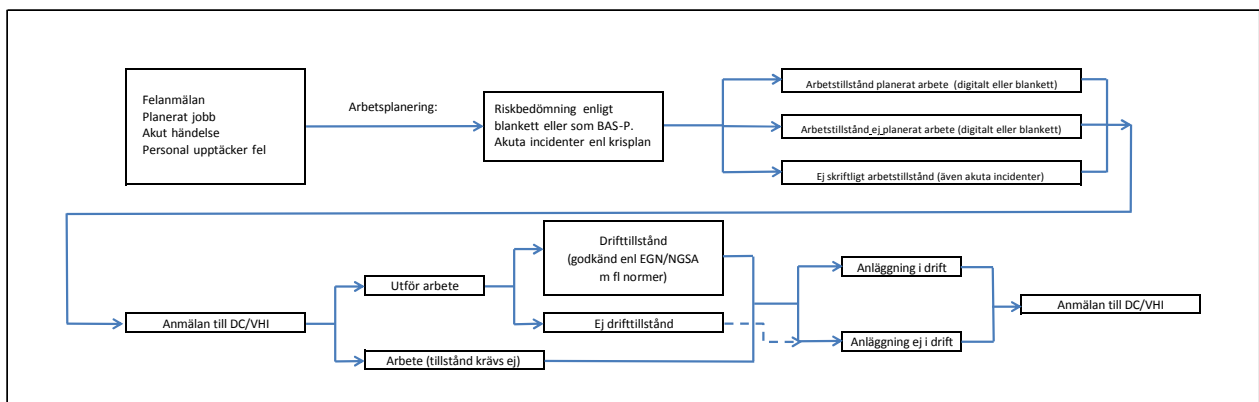 Felanmälan
Planerat jobb
Akut händelse
Personal upptäcker fel
Arbetsplanering:
Riskbedömning enligt
blankett eller som BAS-P.
Akuta incidenter enl krisplan
Arbetstillstånd planerat arbete (digitalt eller blankett)
Arbetstillstånd ej planerat arbete (digitalt eller blankett)
Ej skriftligt arbetstillstånd (även akuta incidenter)
Anmälan till DC/VHI
Utför arbete
Arbete (tillstånd krävs ej)
Drifttillstånd
(godkänd enl EGN/NGSA
m fl normer)
Ej drifttillstånd
Anläggning i drift
Anläggning ej i drift
Anmälan till DC/VHI